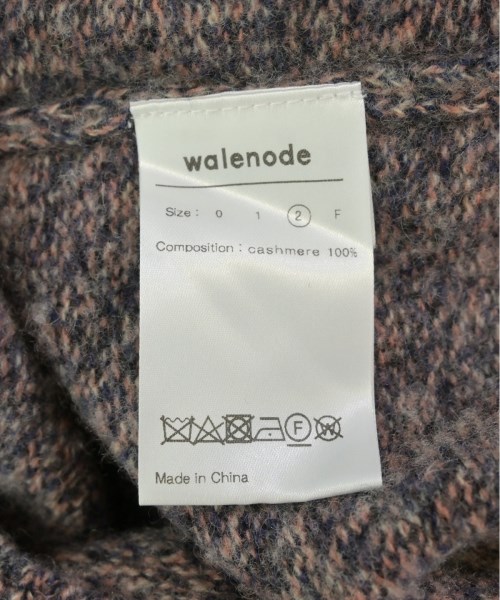 walenode
Size: 0 1 2 F
Composition: cashmere 100%
F W
Made in China